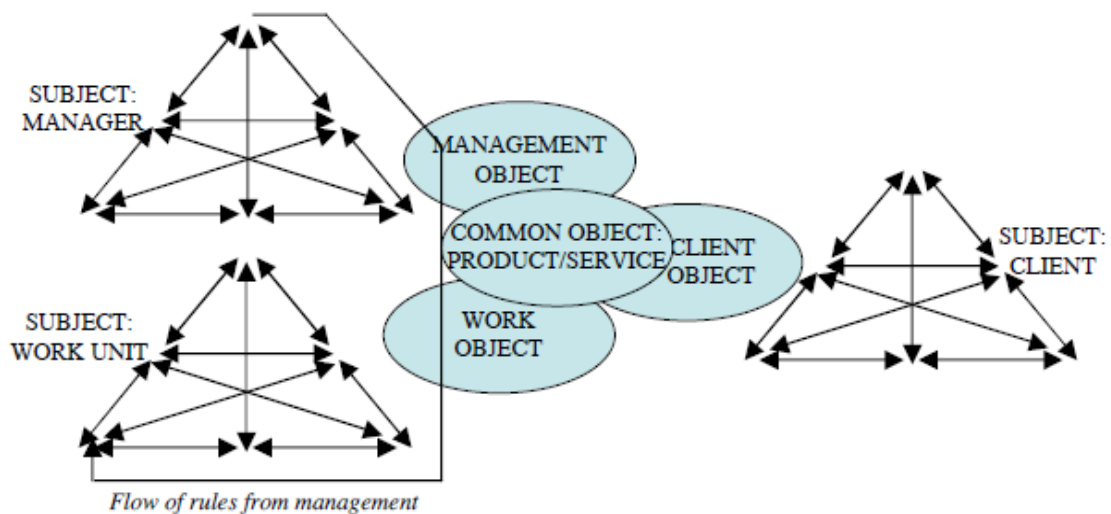 SUBJECT:
MANAGER
MANAGEMENT
OBJECT
COMMON OBJECT:
PRODUCT/SERVICE
CLIENT
OBJECT
SUBJECT:
CLIENT
SUBJECT:
WORK UNIT
WORK
OBJECT
Flow of rules from management